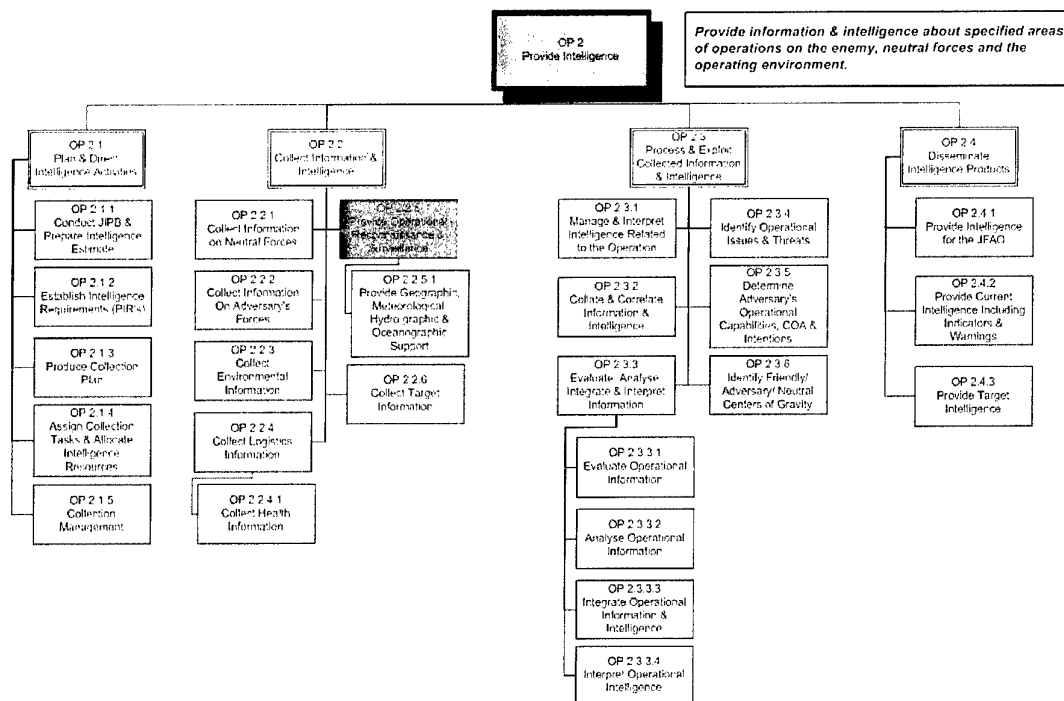 OP 2
Provide Intelligence
Provide information & intelligence about specified areas
of operations on the enemy, neutral forces and the
operating environment.
OP 2.1
Plan & Direct
Intelligence Activities
OP 2.1.1
Conduct JIPB &
Prepare Intelligence
Estimate
OP 2.1.2
Establish Intelligence
Requirements (PIR's)
OP 2.1.3
Produce Collection
Plan
OP 2.1.4
Assign Collection
Tasks & Allocate
Intelligence
Resources
OP 2.1.5
Collection
Management
OP 2.2
Collect Information &
Intelligence
OP 2.2.1
Collect Information
on Neutral Forces
OP 2.2.2
Collect Information
On Adversary's
Forces
OP 2.2.3
Collect
Environmental
Information
OP 2.2.4
Collect Logistics
Information
OP 2.2.4.1
Collect Health
Information
OP 2.2.5
Provide Operational
Reconnaissance &
Surveillance
OP 2.2.5.1
Provide Geographic,
Meteorological
Hydrographic &
Oceanographic
Support
OP 2.2.6
Collect Target
Information
OP 2.3
Process & Exploit
Collected Information
& Intelligence
OP 2.3.1
Manage & Interpret
Intelligence Related
to the Operation
OP 2.3.2
Collate & Correlate
Information &
Intelligence
OP 2.3.3
Evaluate Analyse
Integrate & Interpret
Information
OP 2.3.3.1
Evaluate Operational
Information
OP 2.3.3.2
Analyse Operational
Information
OP 2.3.3.3
Integrate Operational
Information &
Intelligence
OP 2.3.3.4
Interpret Operational
Intelligence
OP 2.3.4
Identify Operational
Issues & Threats
OP 2.3.5
Determine
Adversary's
Operational
Capabilities, COA &
Intentions
OP 2.3.6
Identify Friendly/
Adversary/ Neutral
Centers of Gravity
OP 2.4
Disseminate
Intelligence Products
OP 2.4.1
Provide Intelligence
for the JFAO
OP 2.4.2
Provide Current
Intelligence Including
Indicators &
Warnings
OP 2.4.3
Provide Target
Intelligence